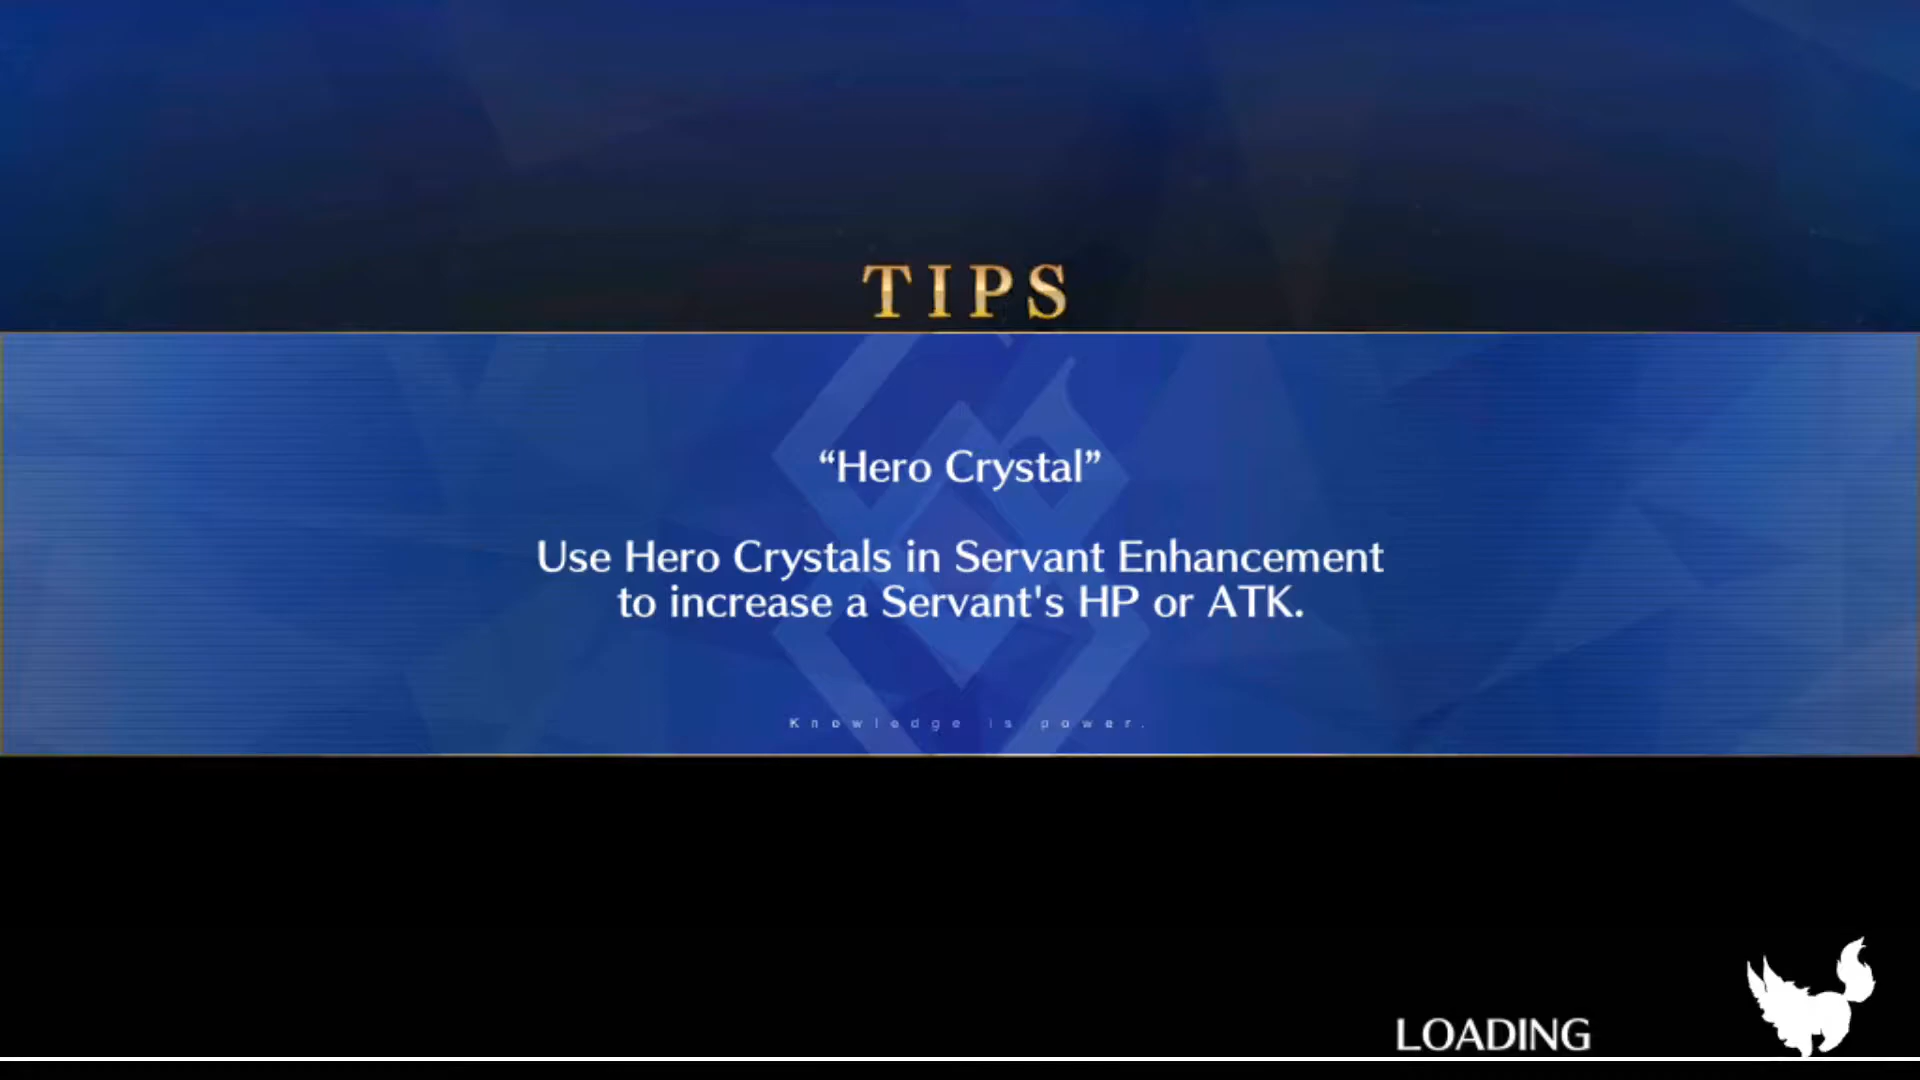 TIPS
“Hero Crystal”
Use Hero Crystals in Servant Enhancement
to increase a Servant's HP or ATK.
Knowledge is power.
LOADING